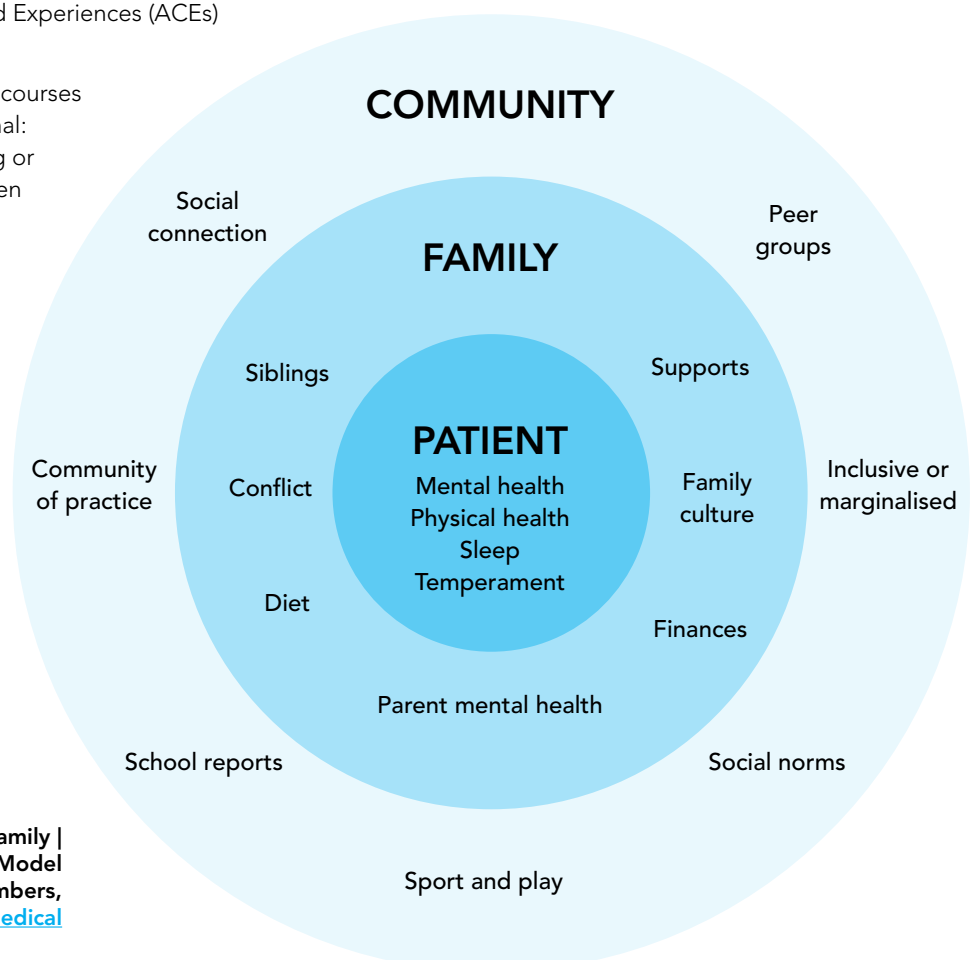 d Experiences (ACEs)
courses
al:
g or
en
COMMUNITY
Social
connection
Peer
groups
FAMILY
Siblings
Supports
PATIENT
Mental health
Physical health
Sleep
Temperament
Community
of practice
Conflict
Family
culture
Inclusive or
marginalised
Diet
Finances
Parent mental health
School reports
Social norms
Sport and play
amily |
Model
mbers,
edical